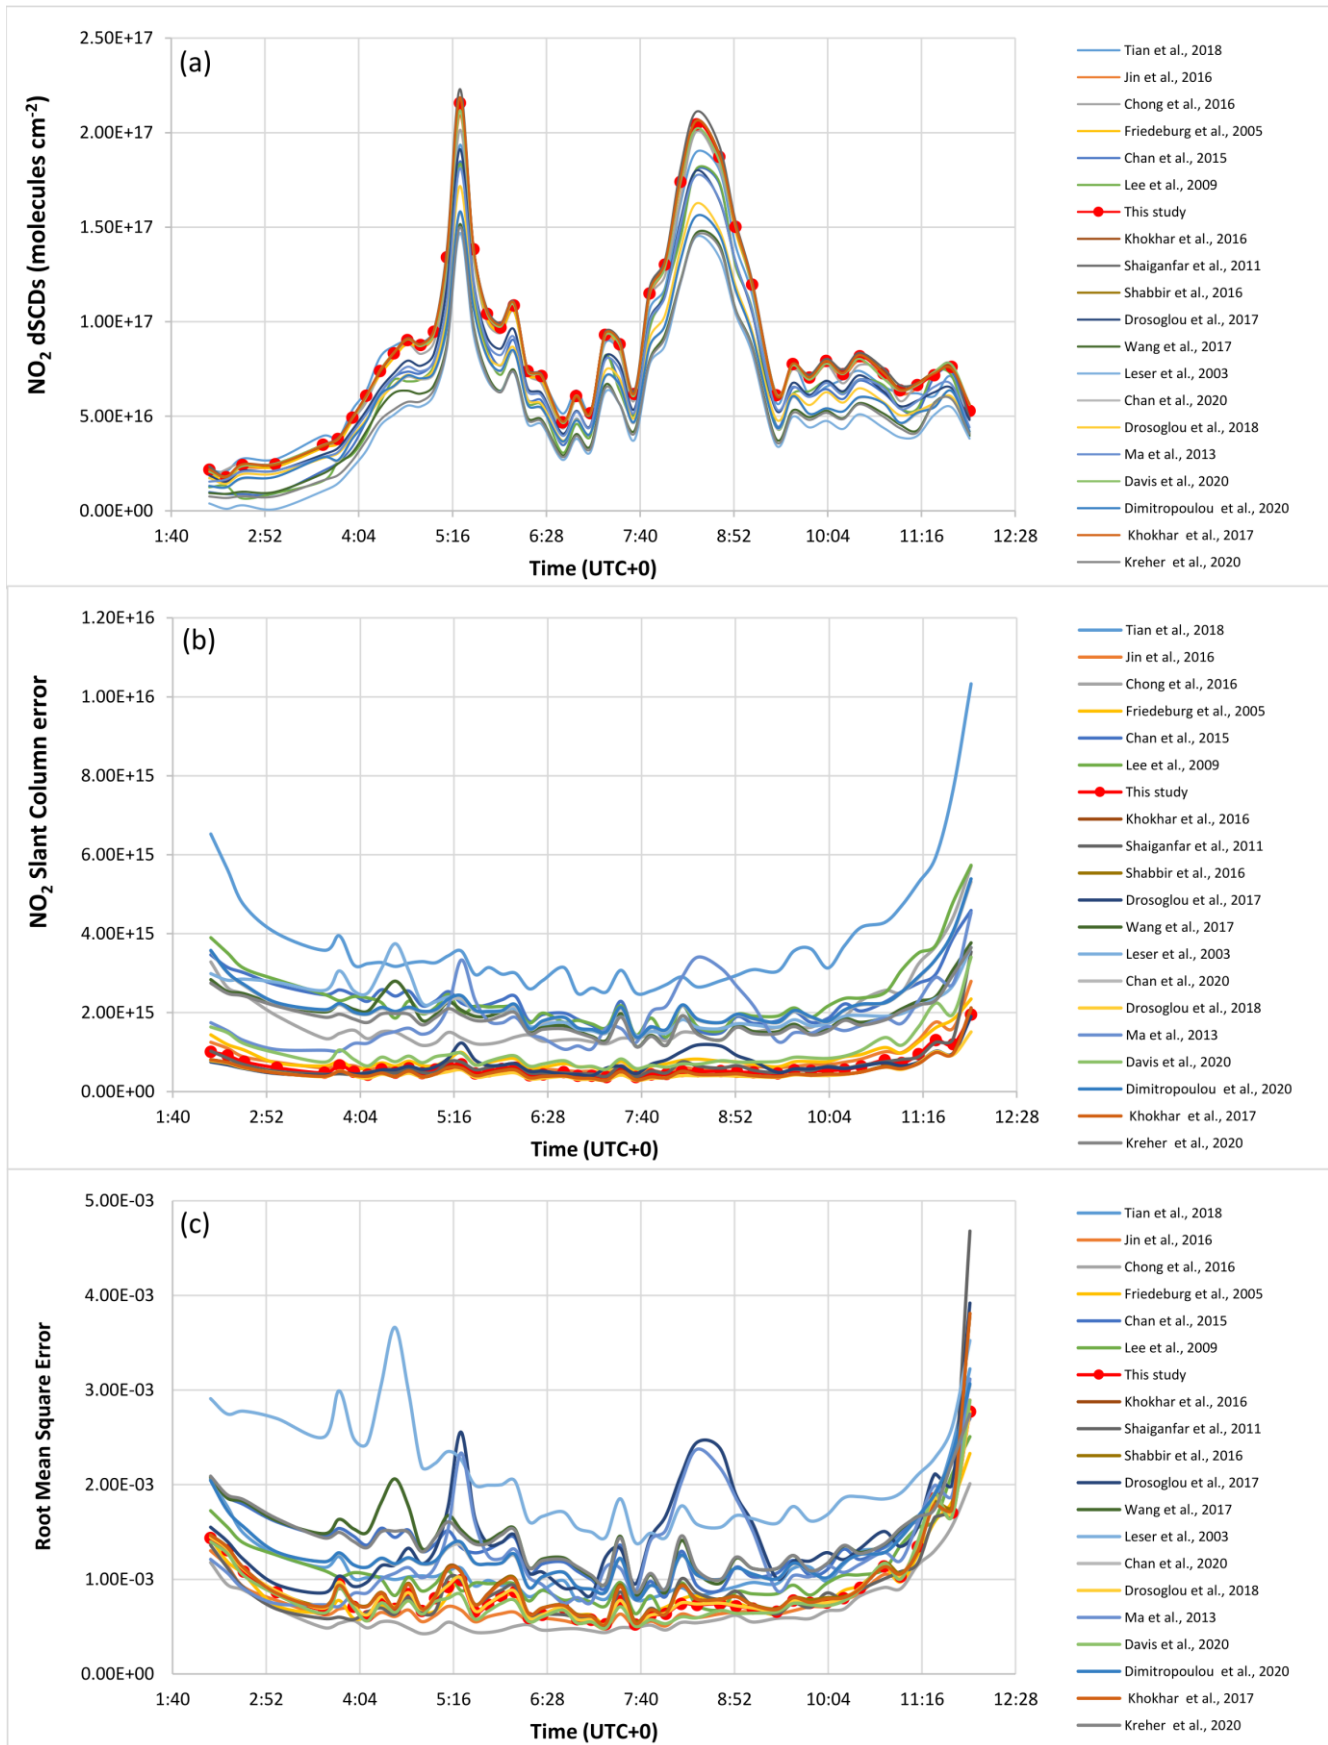 (a)
NO2 dSCDs (molecules cm-2)
2.50E+17
2.00E+17
1.50E+17
1.00E+17
5.00E+16
0.00E+00
1:40 2:52 4:04 5:16 6:28 7:40 8:52 10:04 11:16 12:28
Time (UTC+0)
Tian et al., 2018
Jin et al., 2016
Chong et al., 2016
Friedeburg et al., 2005
Chan et al., 2015
Lee et al., 2009
This study
Khokhar et al., 2016
Shaiganfar et al., 2011
Shabbir et al., 2016
Drosoglou et al., 2017
Wang et al., 2017
Leser et al., 2003
Chan et al., 2020
Drosoglou et al., 2018
Ma et al., 2013
Davis et al., 2020
Dimitropoulou et al., 2020
Khokhar et al., 2017
Kreher et al., 2020
(b)
NO2 Slant Column error
1.20E+16
1.00E+16
8.00E+15
6.00E+15
4.00E+15
2.00E+15
0.00E+00
1:40 2:52 4:04 5:16 6:28 7:40 8:52 10:04 11:16 12:28
Time (UTC+0)
Tian et al., 2018
Jin et al., 2016
Chong et al., 2016
Friedeburg et al., 2005
Chan et al., 2015
Lee et al., 2009
This study
Khokhar et al., 2016
Shaiganfar et al., 2011
Shabbir et al., 2016
Drosoglou et al., 2017
Wang et al., 2017
Leser et al., 2003
Chan et al., 2020
Drosoglou et al., 2018
Ma et al., 2013
Davis et al., 2020
Dimitropoulou et al., 2020
Khokhar et al., 2017
Kreher et al., 2020
(c)
Root Mean Square Error
5.00E-03
4.00E-03
3.00E-03
2.00E-03
1.00E-03
0.00E+00
1:40 2:52 4:04 5:16 6:28 7:40 8:52 10:04 11:16 12:28
Time (UTC+0)
Tian et al., 2018
Jin et al., 2016
Chong et al., 2016
Friedeburg et al., 2005
Chan et al., 2015
Lee et al., 2009
This study
Khokhar et al., 2016
Shaiganfar et al., 2011
Shabbir et al., 2016
Drosoglou et al., 2017
Wang et al., 2017
Leser et al., 2003
Chan et al., 2020
Drosoglou et al., 2018
Ma et al., 2013
Davis et al., 2020
Dimitropoulou et al., 2020
Khokhar et al., 2017
Kreher et al., 2020